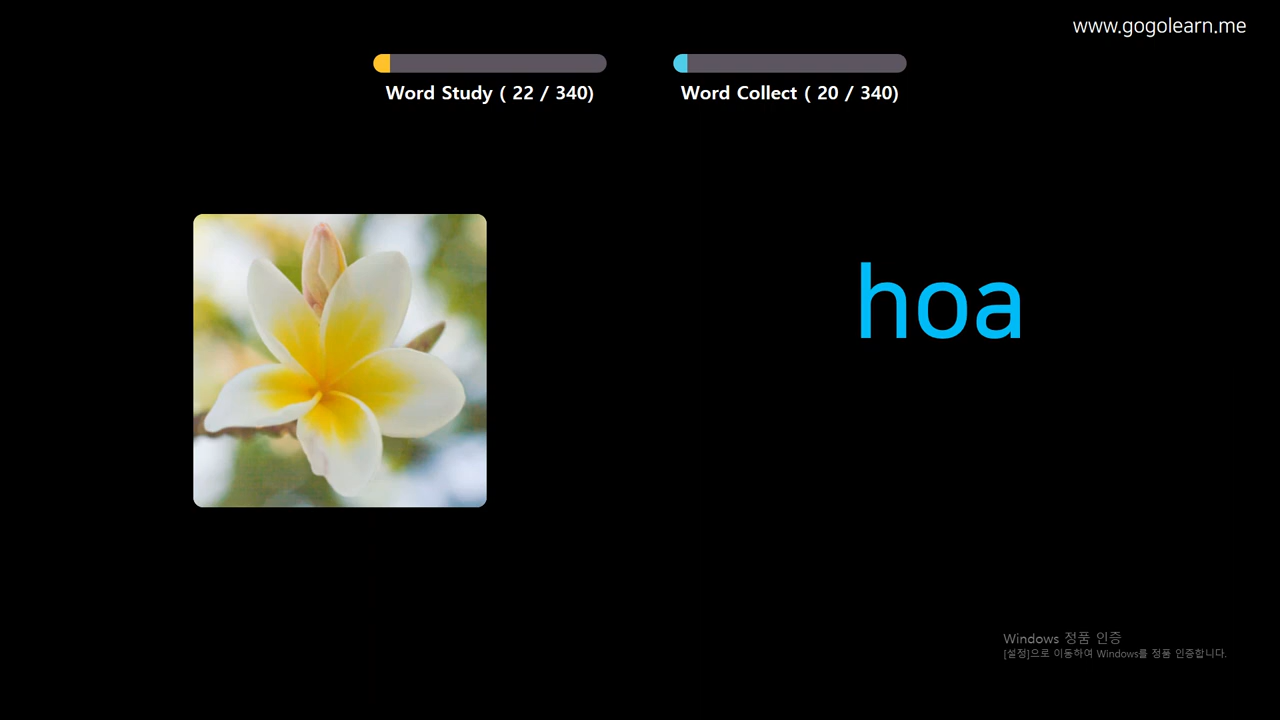 www.gogolearn.me
Word Study ( 22 / 340)
Word Collect ( 20 / 340)
hoa
Windows 정품 인증
[설정]으로 이동하여 Windows를 정품 인증합니다.